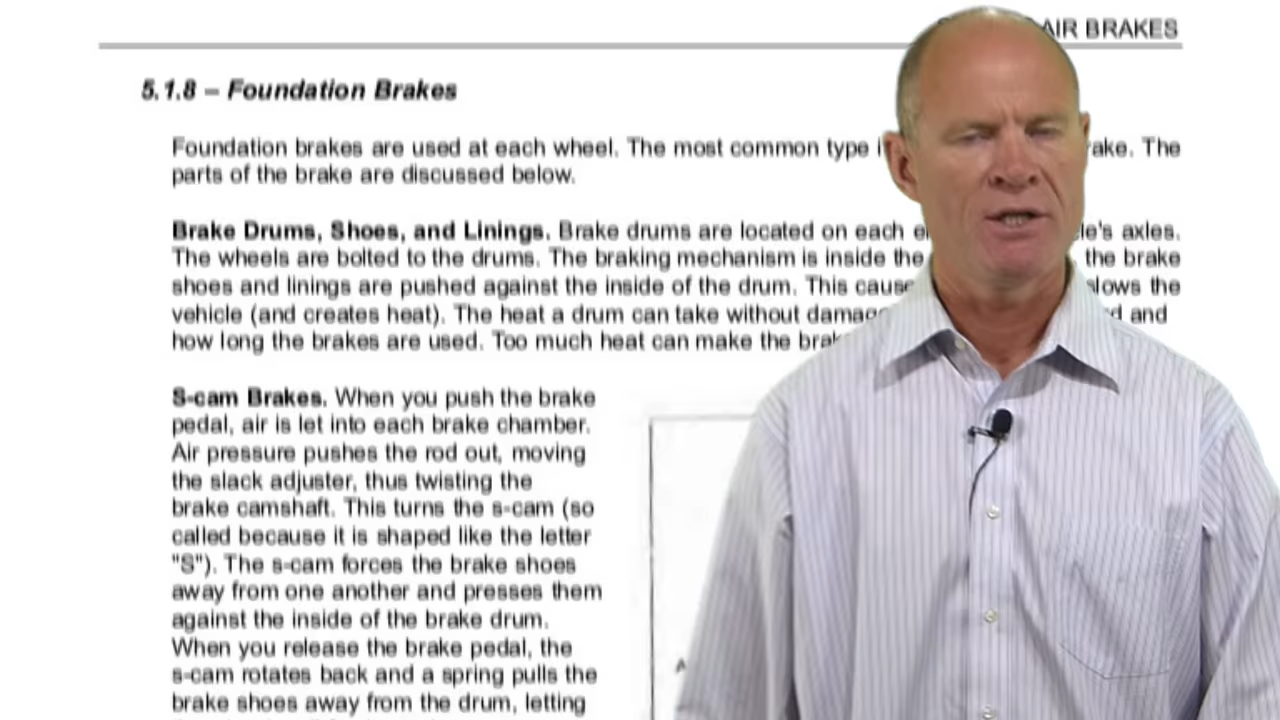 AIR BRAKES
5.1.8 – Foundation Brakes
Foundation brakes are used at each wheel. The most common type The
parts of the brake are discussed below.
Brake Drums, Shoes, and Linings. Brake drums are located on each axles.
The wheels are bolted to the drums. The braking mechanism is inside the the brake
shoes and linings are pushed against the inside of the drum. This slows the
vehicle (and creates heat). The heat a drum can take without and
how long the brakes are used. Too much heat can make the
S-cam Brakes. When you push the brake
pedal, air is let into each brake chamber.
Air pressure pushes the rod out, moving
the slack adjuster, thus twisting the
brake camshaft. This turns the s-cam (so
called because it is shaped like the letter
"S"). The s-cam forces the brake shoes
away from one another and presses them
against the inside of the brake drum.
When you release the brake pedal, the
s-cam rotates back and a spring pulls the
brake shoes away from the drum, letting